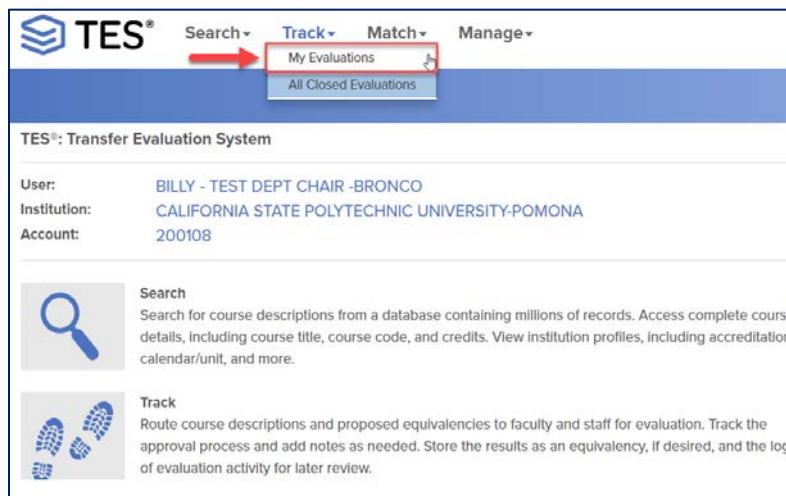 TES®
Search Track Match Manage
My Evaluations
All Closed Evaluations
TES®: Transfer Evaluation System
User: BILLY - TEST DEPT CHAIR -BRONCO
Institution: CALIFORNIA STATE POLYTECHNIC UNIVERSITY-POMONA
Account: 200108
Search
Search for course descriptions from a database containing millions of records. Access complete cours
details, including course title, course code, and credits. View institution profiles, including accreditation
calendar/unit, and more.
Track
Route course descriptions and proposed equivalencies to faculty and staff for evaluation. Track the
approval process and add notes as needed. Store the results as an equivalency, if desired, and the log
of evaluation activity for later review.